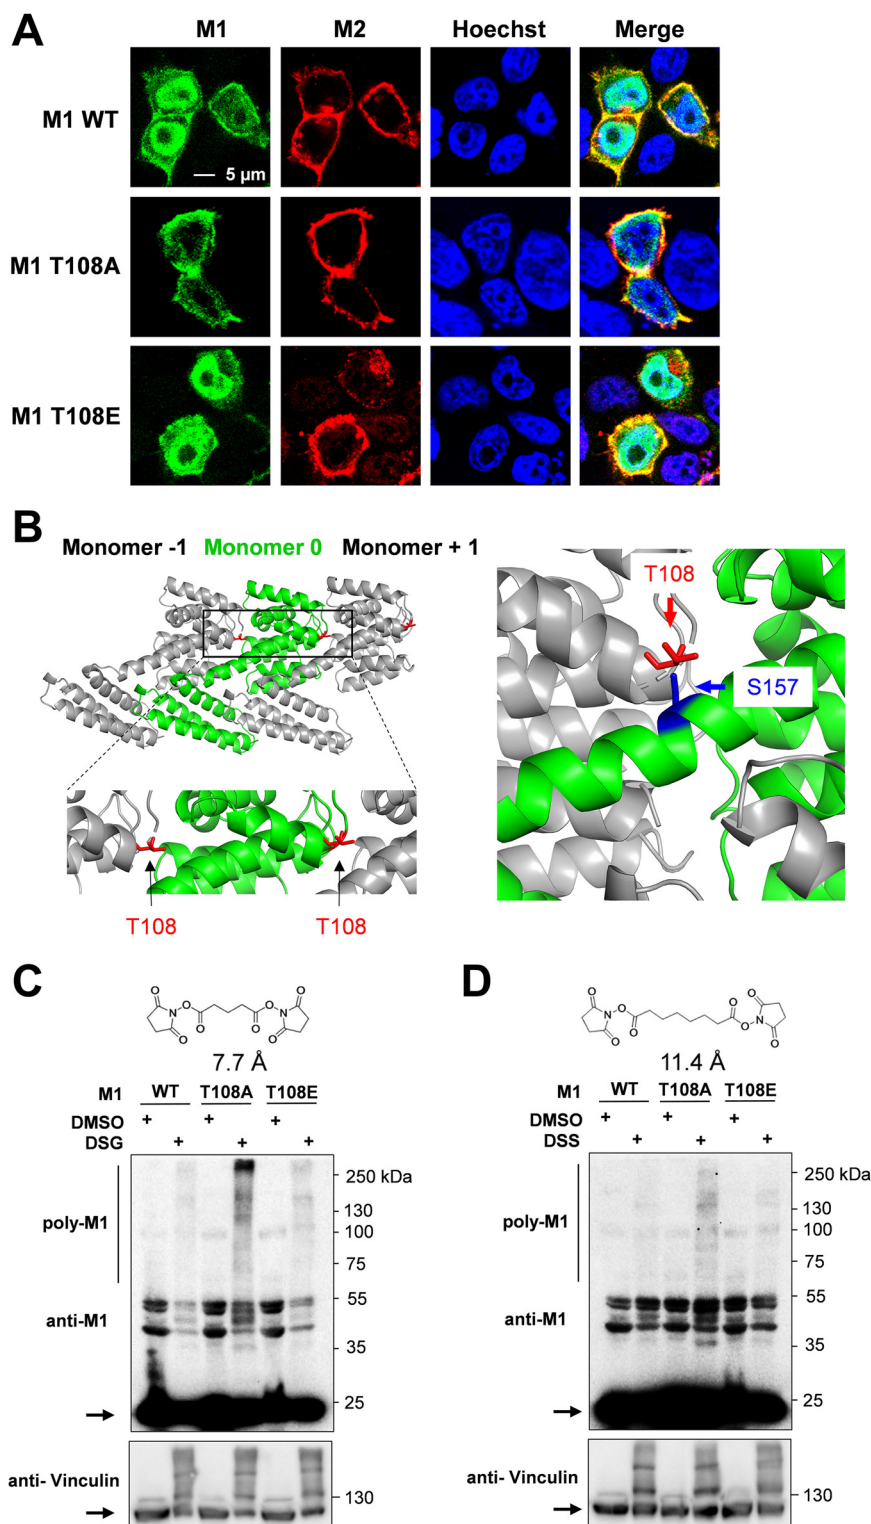 A
M1 M2 Hoechst Merge
M1 WT
5 µm
M1 T108A
M1 T108E
B
Monomer -1 Monomer 0 Monomer + 1
T108
S157
T108 T108
C
O O O O O O O O N N
7.7 Å
M1 WT T108A T108E
DMSO + + +
DSG + + +
250 kDa
poly-M1
130
100
75
55
anti-M1
35
25
anti- Vinculin
130
D
O O O O O O O O N N
11.4 Å
M1 WT T108A T108E
DMSO + + +
DSS + + +
250 kDa
poly-M1
130
100
75
55
anti-M1
35
25
anti- Vinculin
130